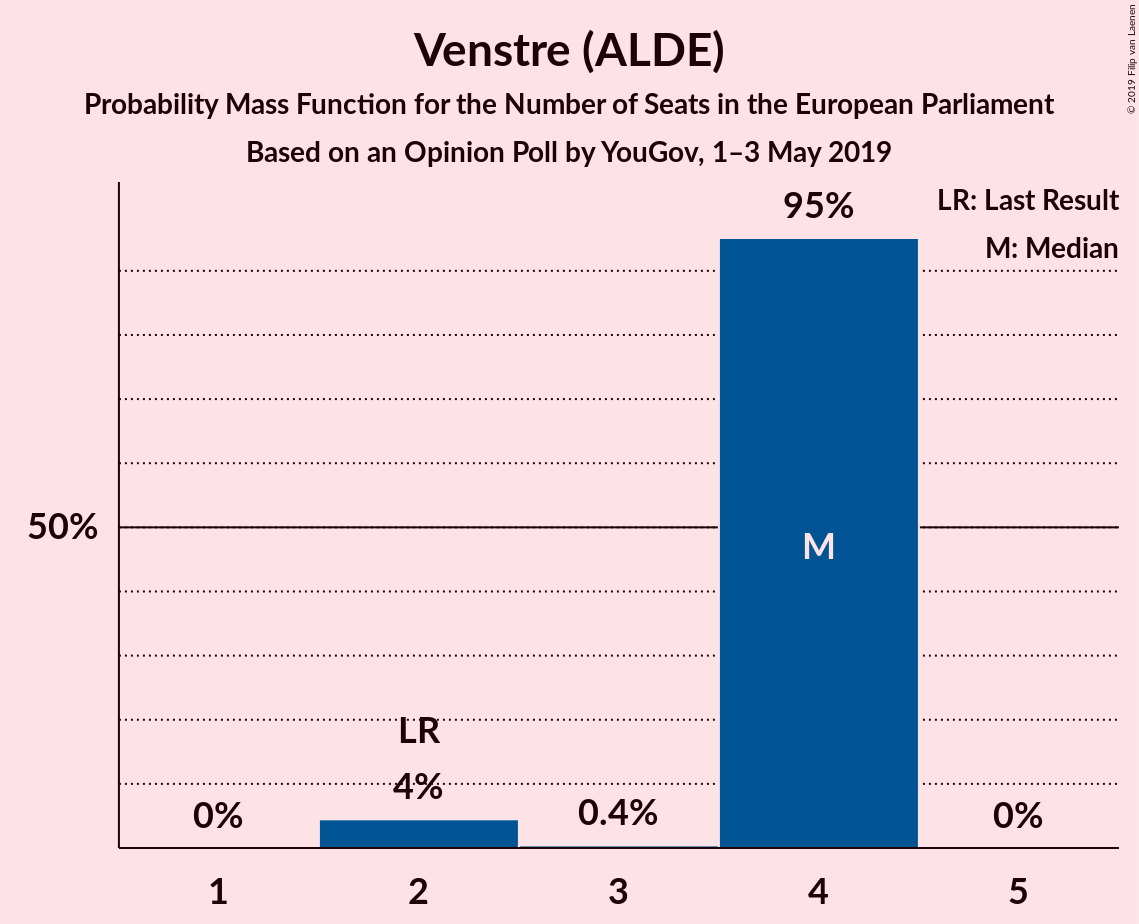 Venstre (ALDE)
Probability Mass Function for the Number of Seats in the European Parliament
Based on an Opinion Poll by YouGov, 1–3 May 2019
© 2019 Filip van Laenen
LR: Last Result
M: Median
95%
50%
M
LR
4%
0%
0.4%
0%
1
2
3
4
5